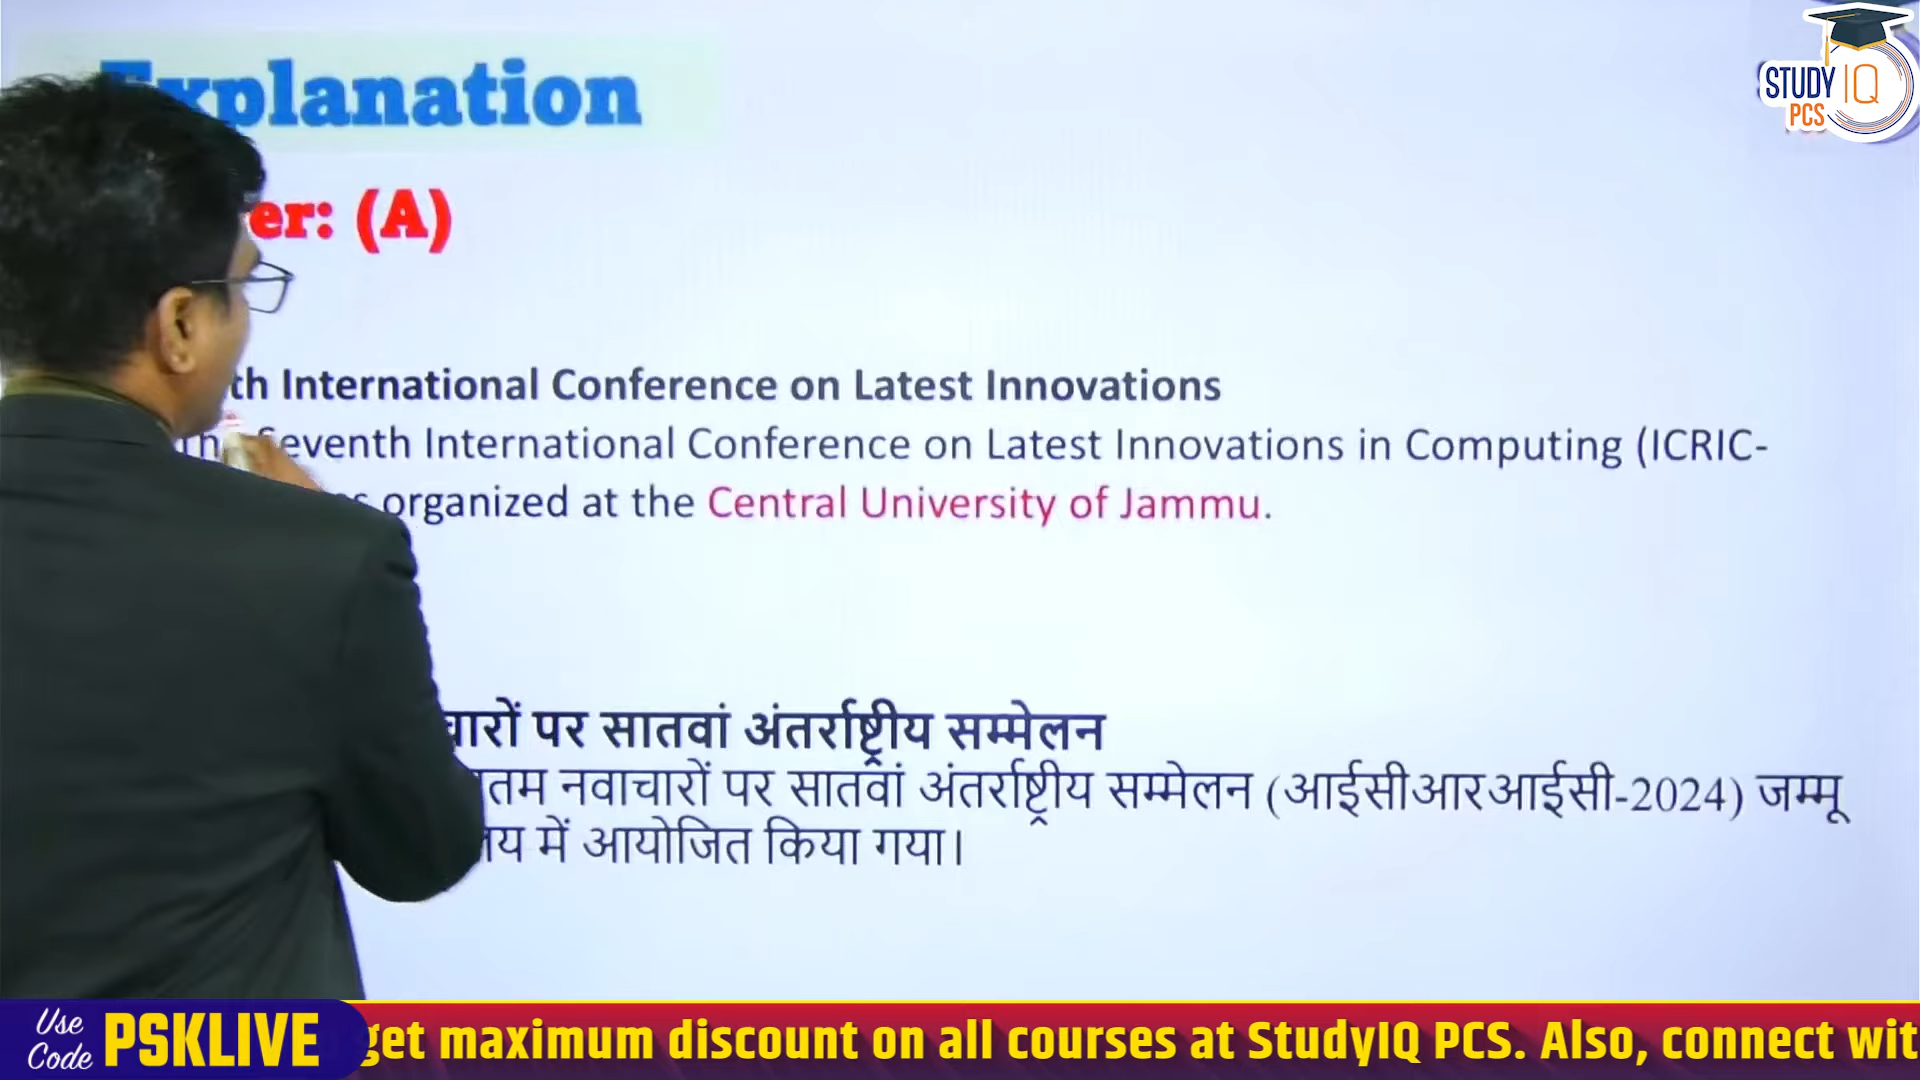 Explanation
er: (A)
th International Conference on Latest Innovations
Seventh International Conference on Latest Innovations in Computing (ICRIC-
organized at the Central University of Jammu.
चारों पर सातवां अंतर्राष्ट्रीय सम्मेलन
तम नवाचारों पर सातवां अंतर्राष्ट्रीय सम्मेलन (आईसीआरआईसी-2024) जम्मू
में आयोजित किया गया।
STUDY IQ
PCS
Use
Code
PSKLIVE
get maximum discount on all courses at StudyIQ PCS. Also, connect wit